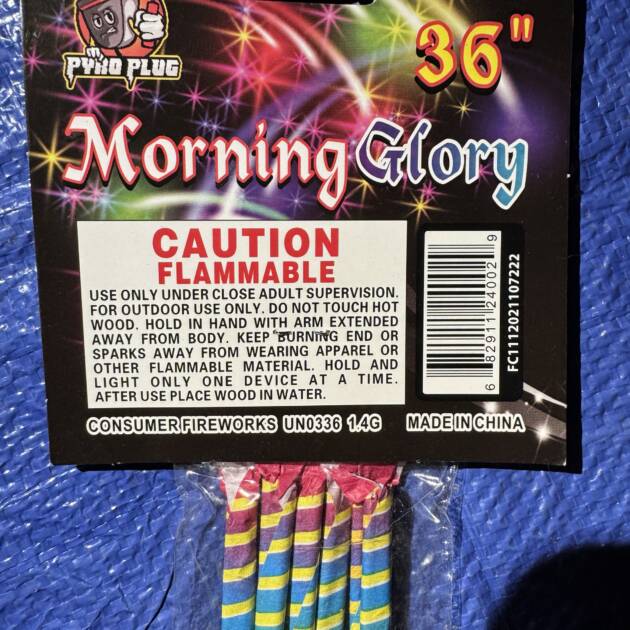 PYRO PLUG
36"
Morning Glory
CAUTION
FLAMMABLE
USE ONLY UNDER CLOSE ADULT SUPERVISION.
FOR OUTDOOR USE ONLY. DO NOT TOUCH HOT
WOOD. HOLD IN HAND WITH ARM EXTENDED
AWAY FROM BODY. KEEP BURNING END OR
SPARKS AWAY FROM WEARING APPAREL OR
OTHER FLAMMABLE MATERIAL. HOLD AND
LIGHT ONLY ONE DEVICE AT A TIME.
AFTER USE PLACE WOOD IN WATER.
6 82911 24002 9
FC1112021107222
CONSUMER FIREWORKS UN0336 1.4G MADE IN CHINA